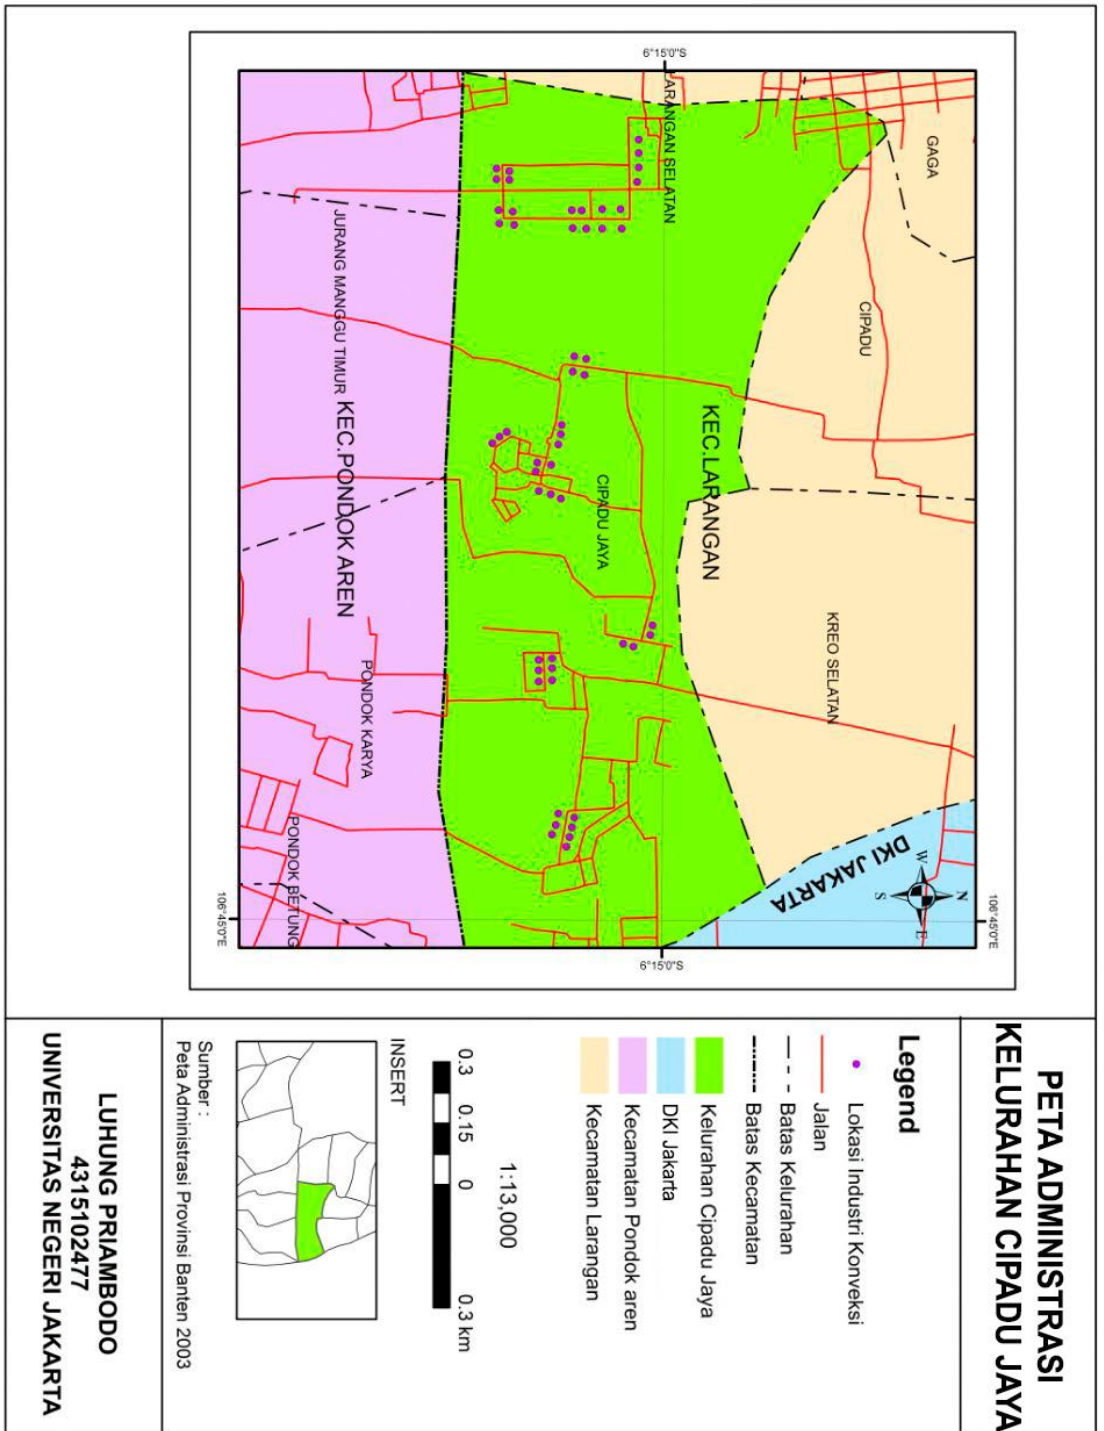 PETA ADMINISTRASI
KELURAHAN CIPADU JAYA
Legend
Lokasi Industri Konveksi
Jalan
Batas Kelurahan
Batas Kecamatan
Kelurahan Cipadu Jaya
DKI Jakarta
Kecamatan Pondok aren
Kecamatan Larangan
1:13,000
0.3 0.15 0 0.3 km
INSERT
Sumber :
Peta Administrasi Provinsi Banten 2003
LUHUNG PRIAMBODO
4315102477
UNIVERSITAS NEGERI JAKARTA
106°45'0"E
N
W
E
S
GAGA
CIPADU
KREO SELATAN
DKI JAKARTA
KEC.LARANGAN
6°15'0"S
LARANGAN SELATAN
6°15'0"S
CIPADU JAYA
JURANG MANGGU TIMUR
KEC.PONDOK AREN
PONDOK KARYA
PONDOK BETUNG
106°45'0"E